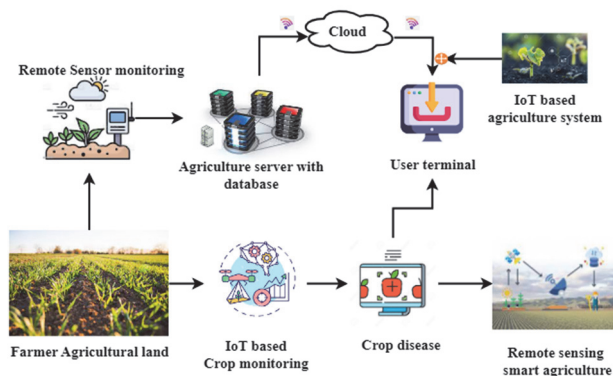 Cloud
Remote Sensor monitoring
IoT based
agriculture system
Agriculture server with
database
User terminal
Farmer Agricultural land
IoT based
Crop monitoring
Crop disease
Remote sensing
smart agriculture